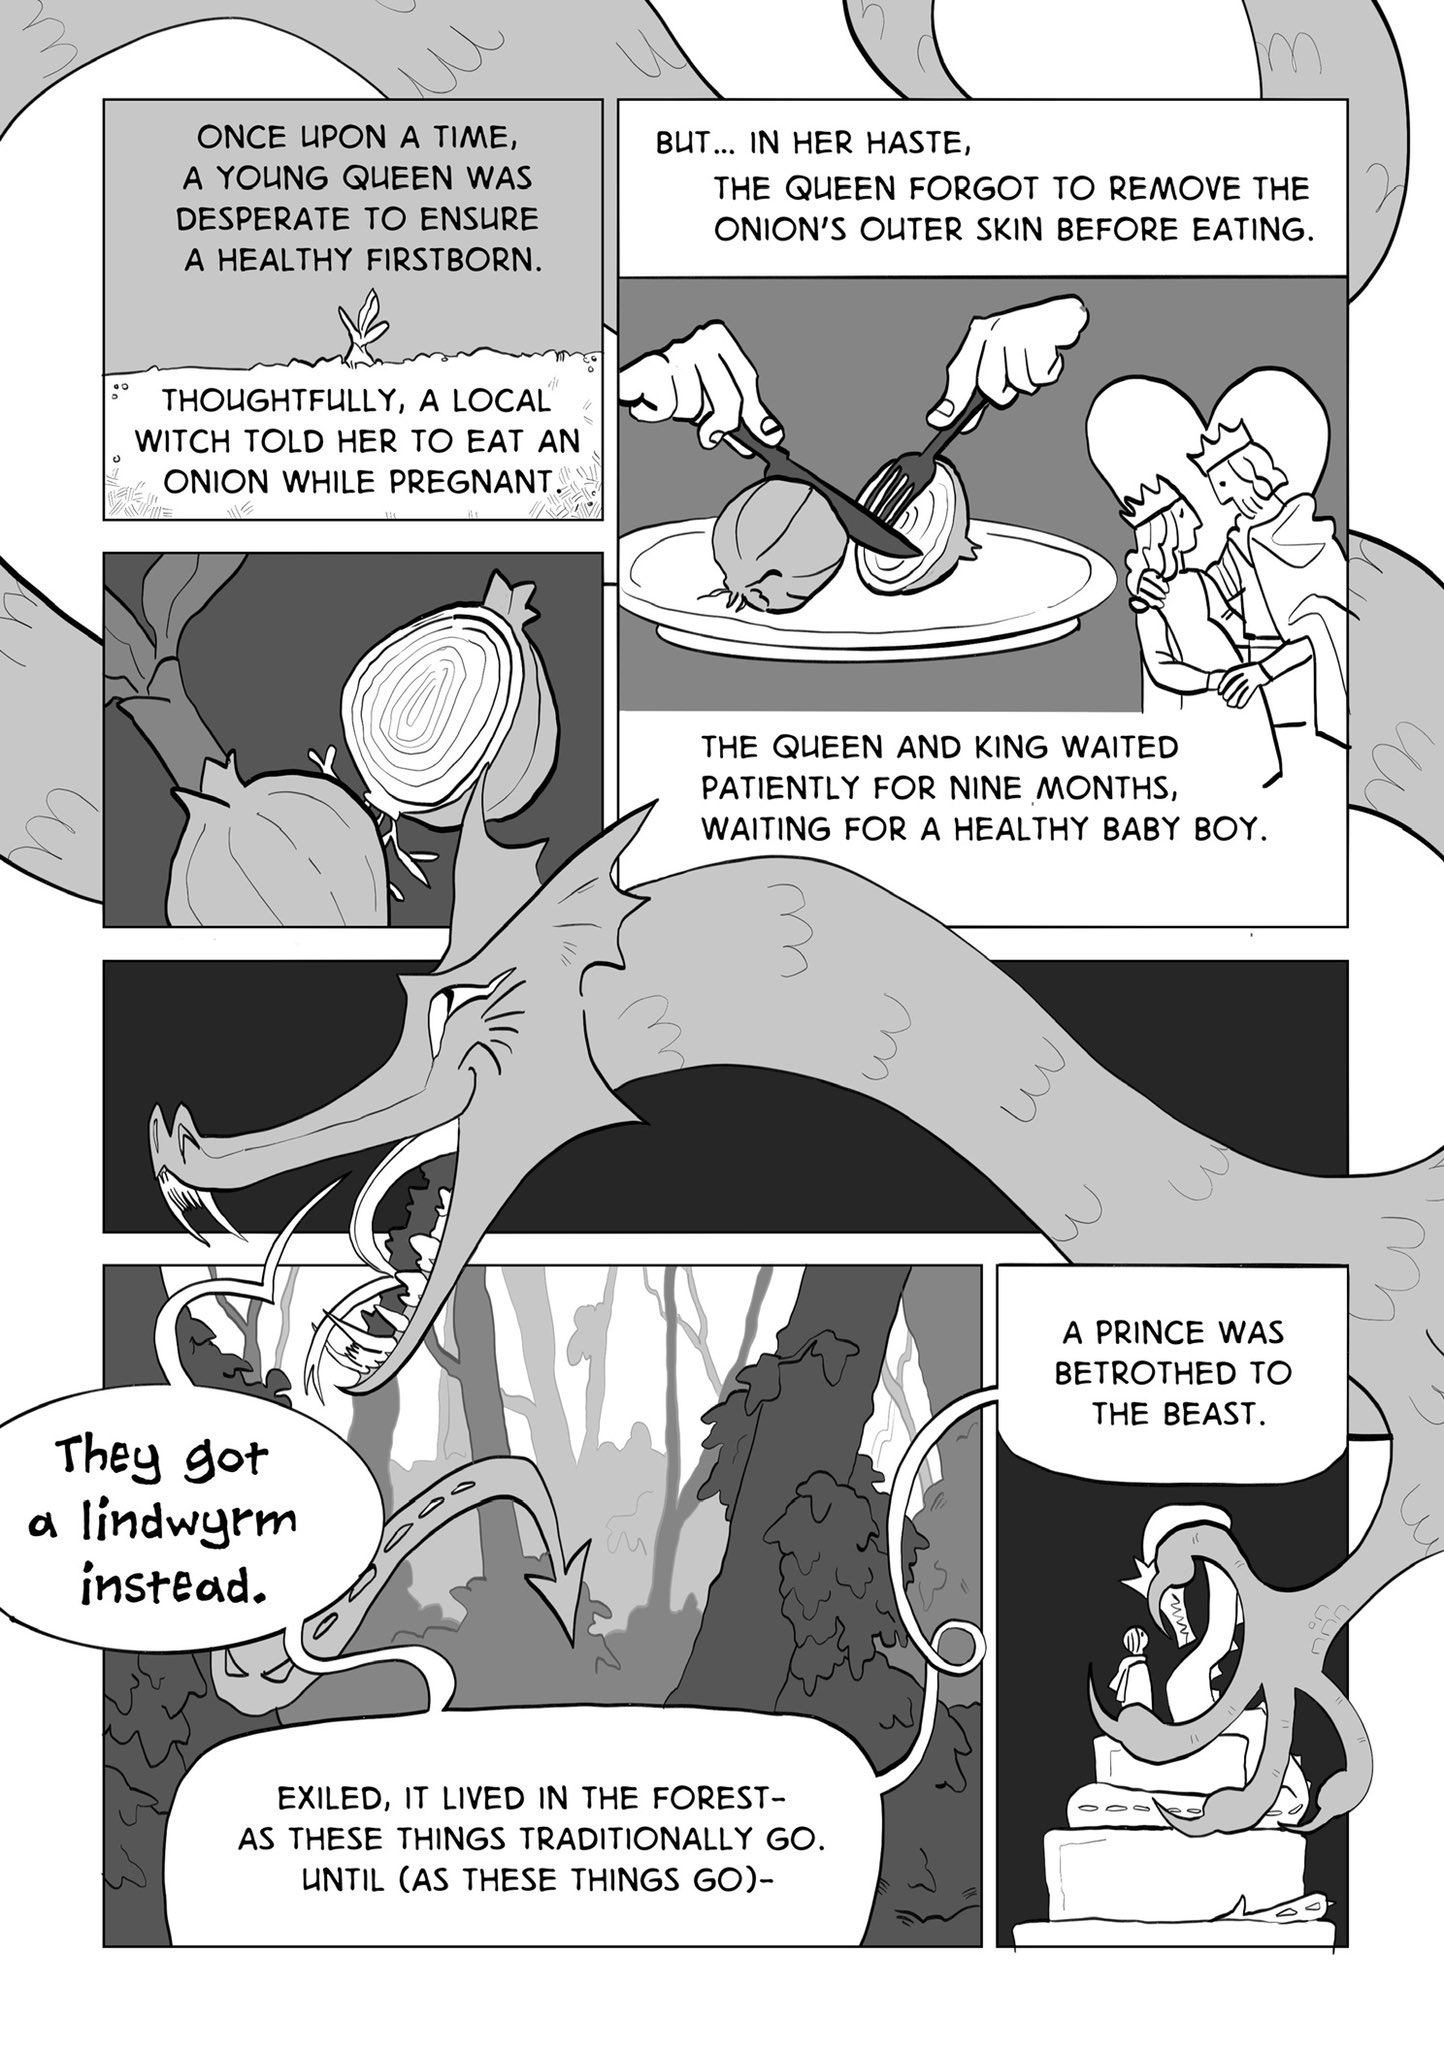 ONCE UPON A TIME,
A YOUNG QUEEN WAS
DESPERATE TO ENSURE
A HEALTHY FIRSTBORN.
THOUGHTFULLY, A LOCAL
WITCH TOLD HER TO EAT AN
ONION WHILE PREGNANT.
BUT... IN HER HASTE,
THE QUEEN FORGOT TO REMOVE THE
ONION'S OUTER SKIN BEFORE EATING.
THE QUEEN AND KING WAITED
PATIENTLY FOR NINE MONTHS,
WAITING FOR A HEALTHY BABY BOY.
They got
a lindwyrm
instead.
EXILED, IT LIVED IN THE FOREST-
AS THESE THINGS TRADITIONALLY GO.
UNTIL (AS THESE THINGS GO)-
A PRINCE WAS
BETROTHED TO
THE BEAST.